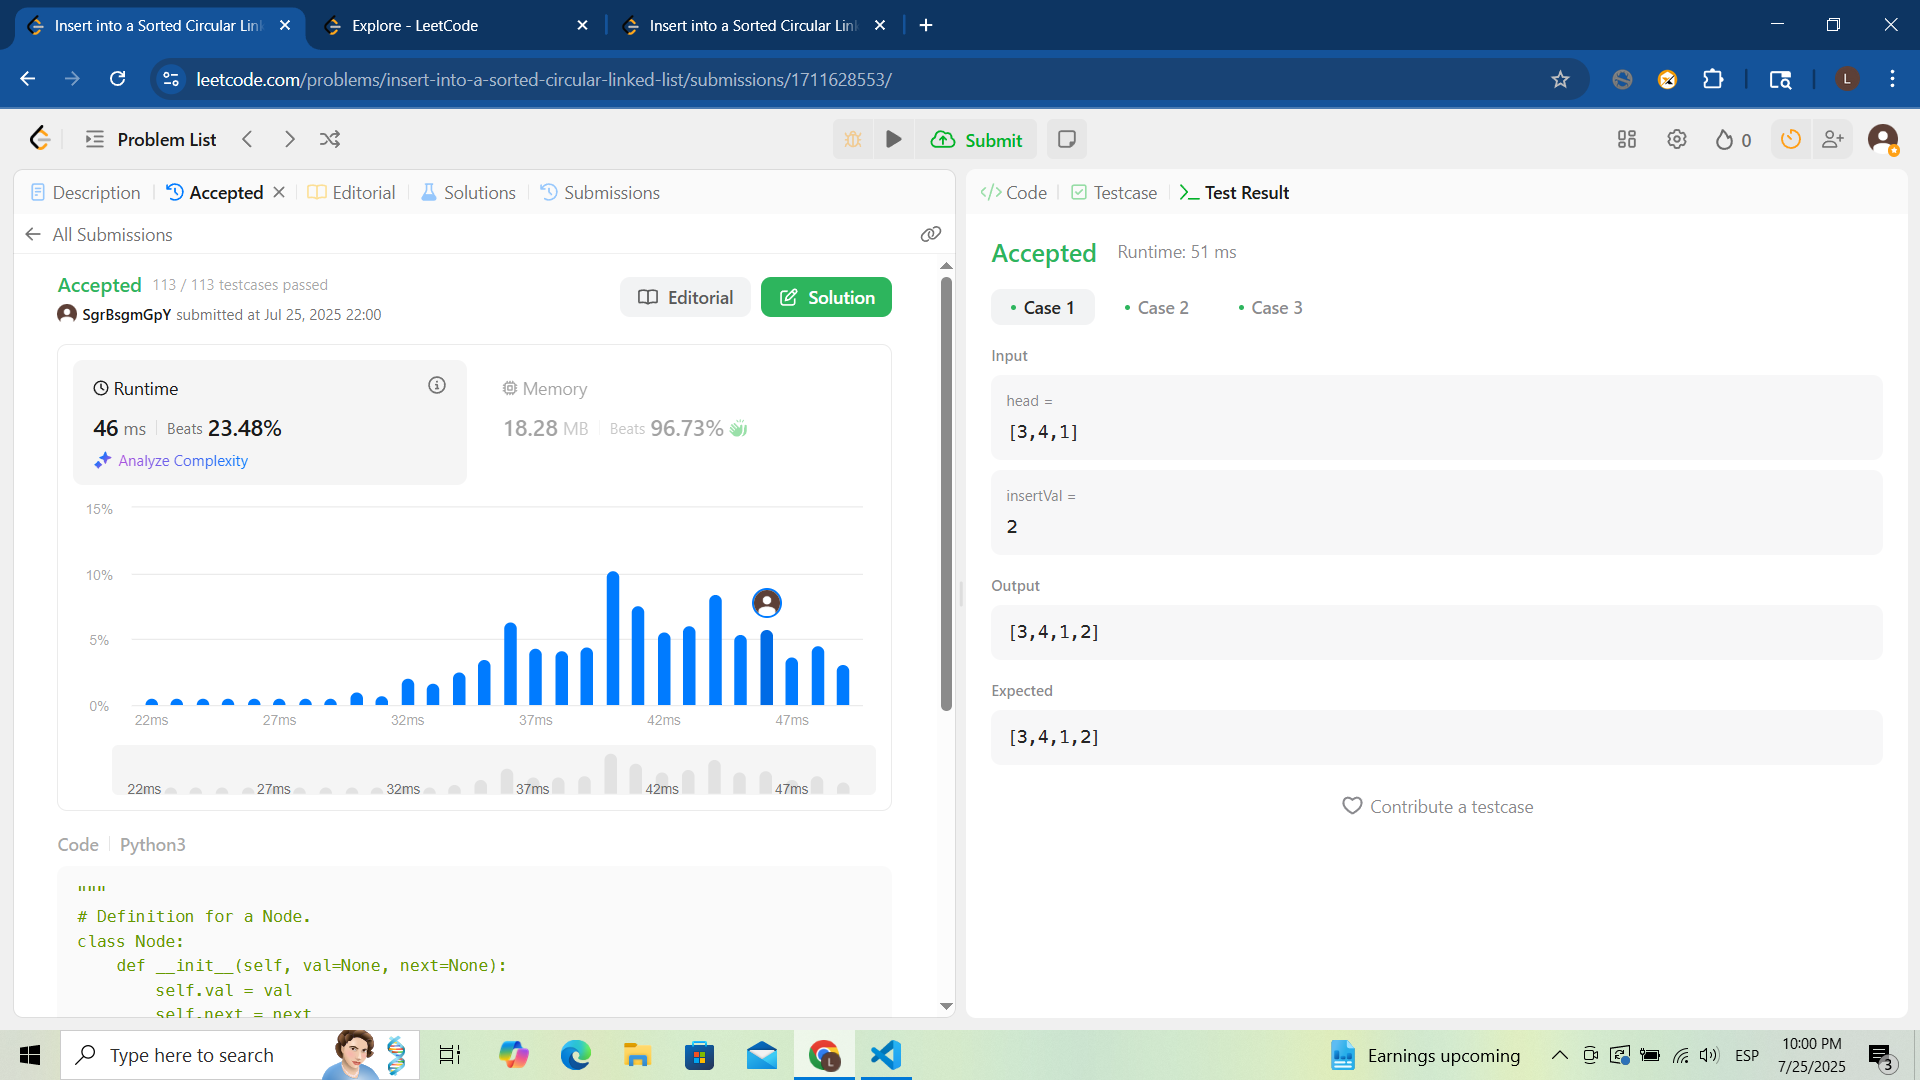 Insert into a Sorted Circular Lin
Explore - LeetCode
Insert into a Sorted Circular Lin
leetcode.com/problems/insert-into-a-sorted-circular-linked-list/submissions/1711628553/
L
Problem List
Submit
0
Description
Accepted
Editorial
Solutions
Submissions
All Submissions
Accepted 113 / 113 testcases passed
SgrBsgmGpY submitted at Jul 25, 2025 22:00
Editorial
Solution
Runtime
46 ms Beats 23.48%
Analyze Complexity
Memory
18.28 MB Beats 96.73%
15%
10%
5%
0%
22ms 27ms 32ms 37ms 42ms 47ms
22ms 27ms 32ms 37ms 42ms 47ms
Code Python3
"""
# Definition for a Node.
class Node:
def __init__(self, val=None, next=None):
self.val = val
self.next = next
</> Code
Testcase
Test Result
Accepted Runtime: 51 ms
• Case 1
• Case 2
• Case 3
Input
head =
[3,4,1]
insertVal =
2
Output
[3,4,1,2]
Expected
[3,4,1,2]
Contribute a testcase
Type here to search
L
Earnings upcoming
ESP
10:00 PM
7/25/2025
3